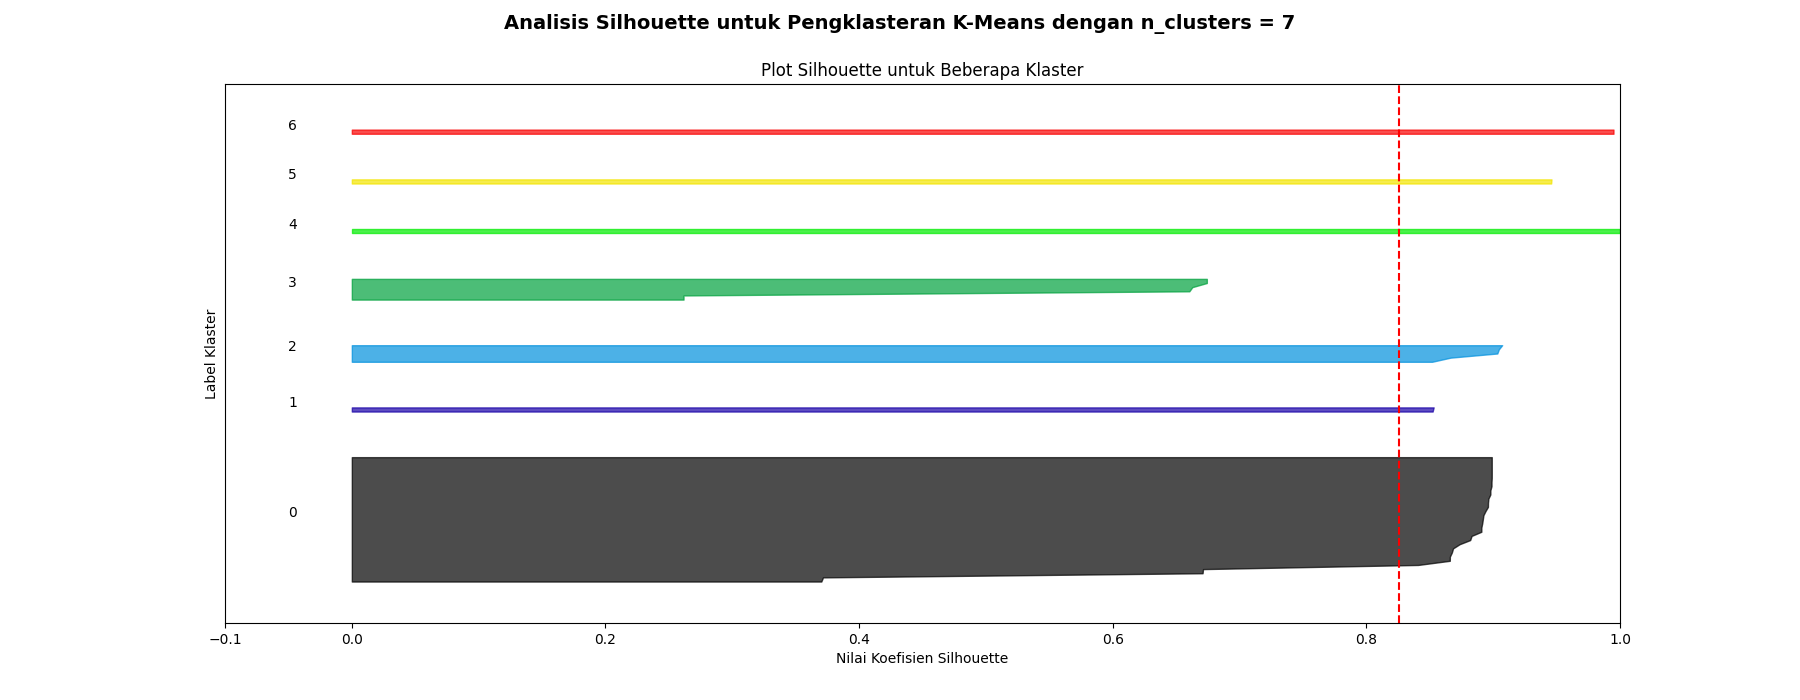 Analisis Silhouette untuk Pengklasteran K-Means dengan n_clusters = 7
Plot Silhouette untuk Beberapa Klaster
6
5
4
3
2
1
0
Label Klaster
−0.1 0.0 0.2 0.4 0.6 0.8 1.0
Nilai Koefisien Silhouette